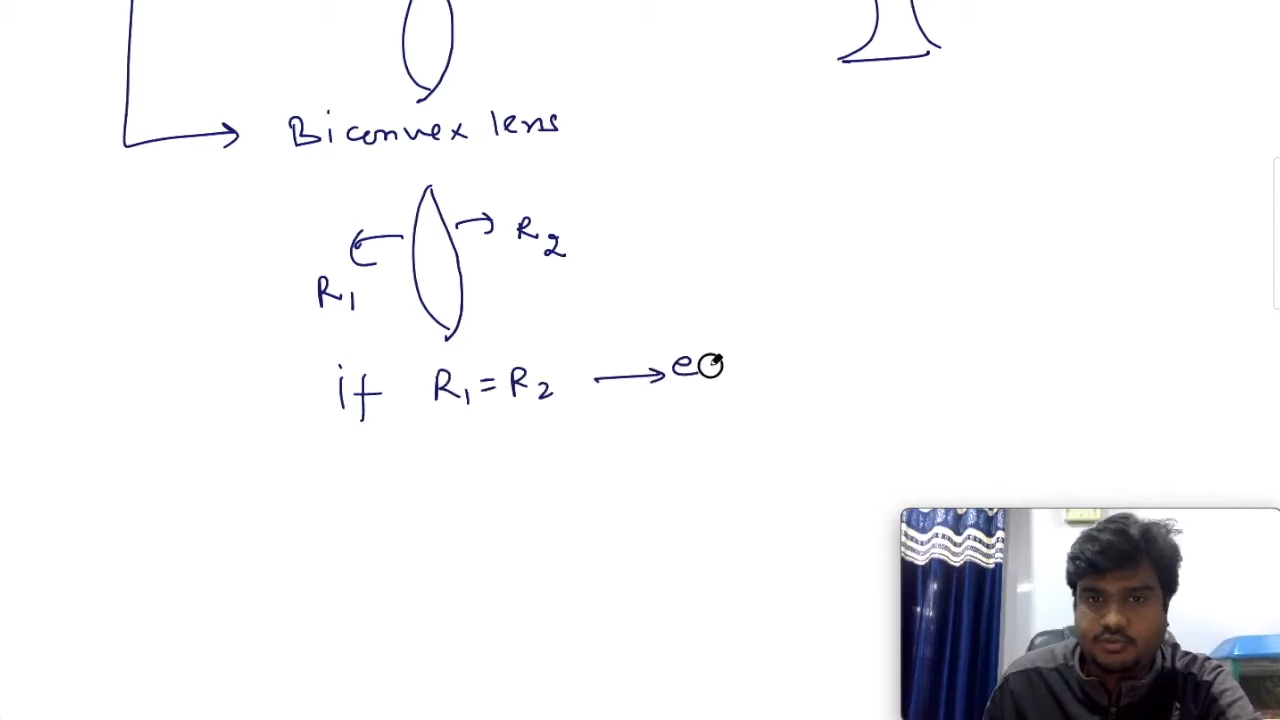 Biconvex lens
R2
R1
if R1 = R2 → e